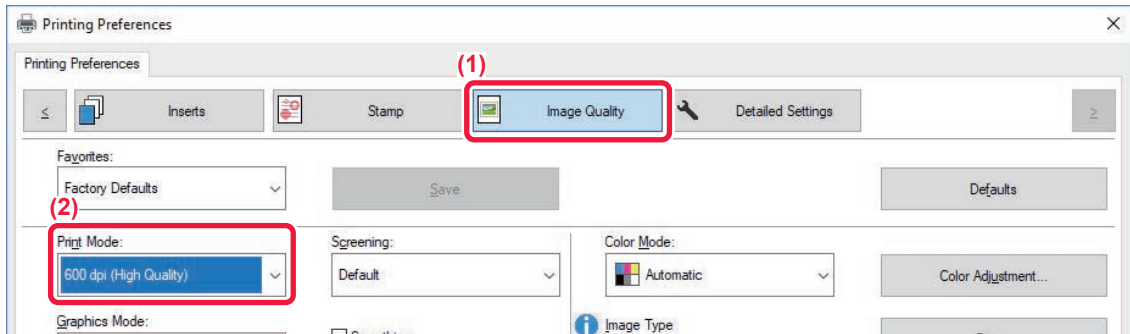 Printing Preferences
Printing Preferences
(1)
Inserts
Stamp
Image Quality
Detailed Settings
Favorites:
Factory Defaults
Save
Defaults
(2)
Print Mode:
Screening:
Color Mode:
600 dpi (High Quality)
Default
Automatic
Color Adjustment...
Graphics Mode:
Image Type